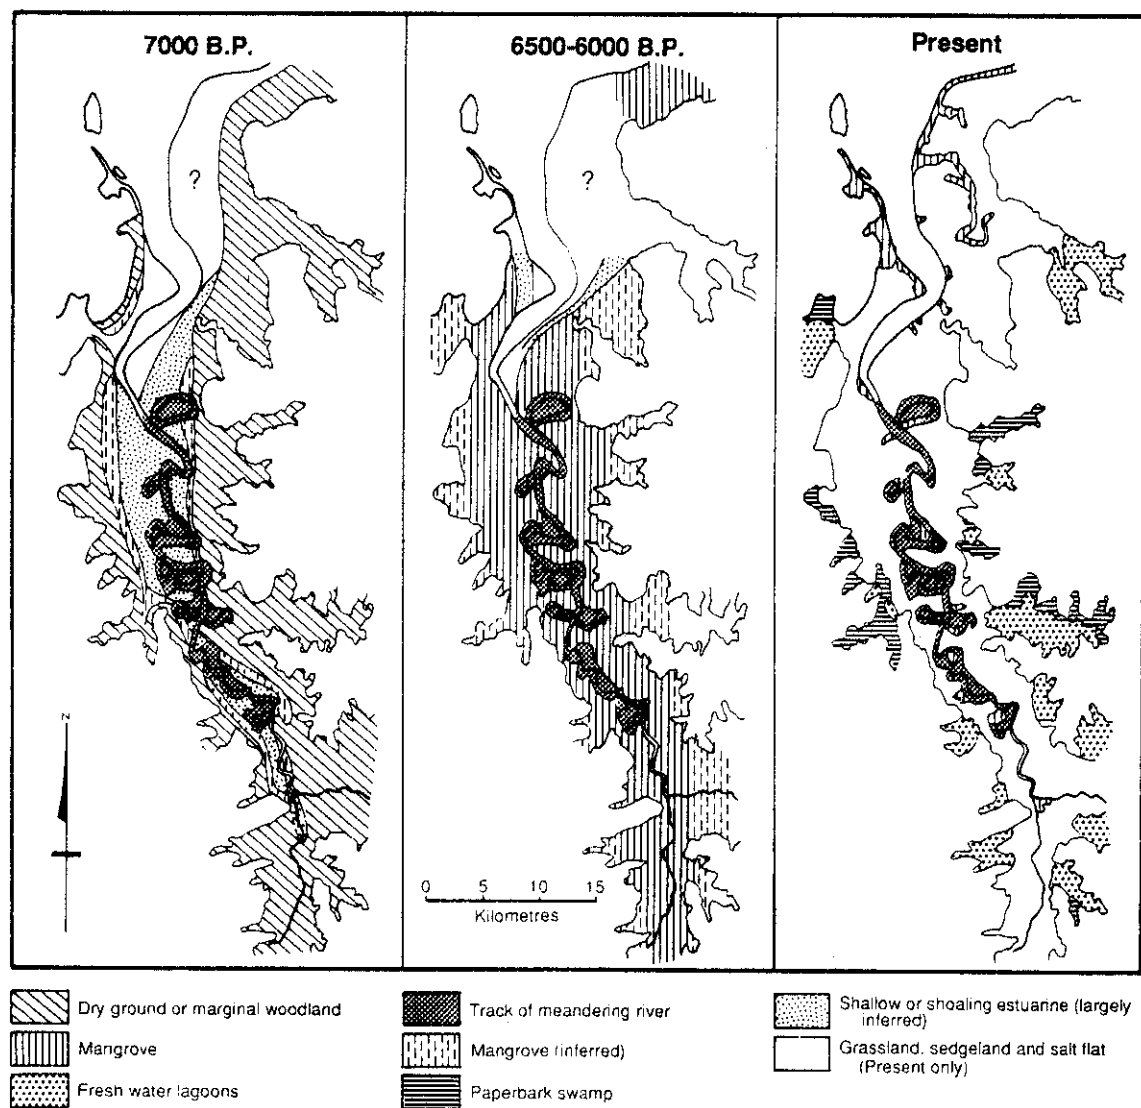 7000 B.P.
6500-6000 B.P.
Present
?
?
N
0 5 10 15
Kilometres
Dry ground or marginal woodland
Mangrove
Fresh water lagoons
Track of meandering river
Mangrove (inferred)
Paperbark swamp
Shallow or shoaling estuarine (largely
inferred)
Grassland, sedgeland and salt flat
(Present only)